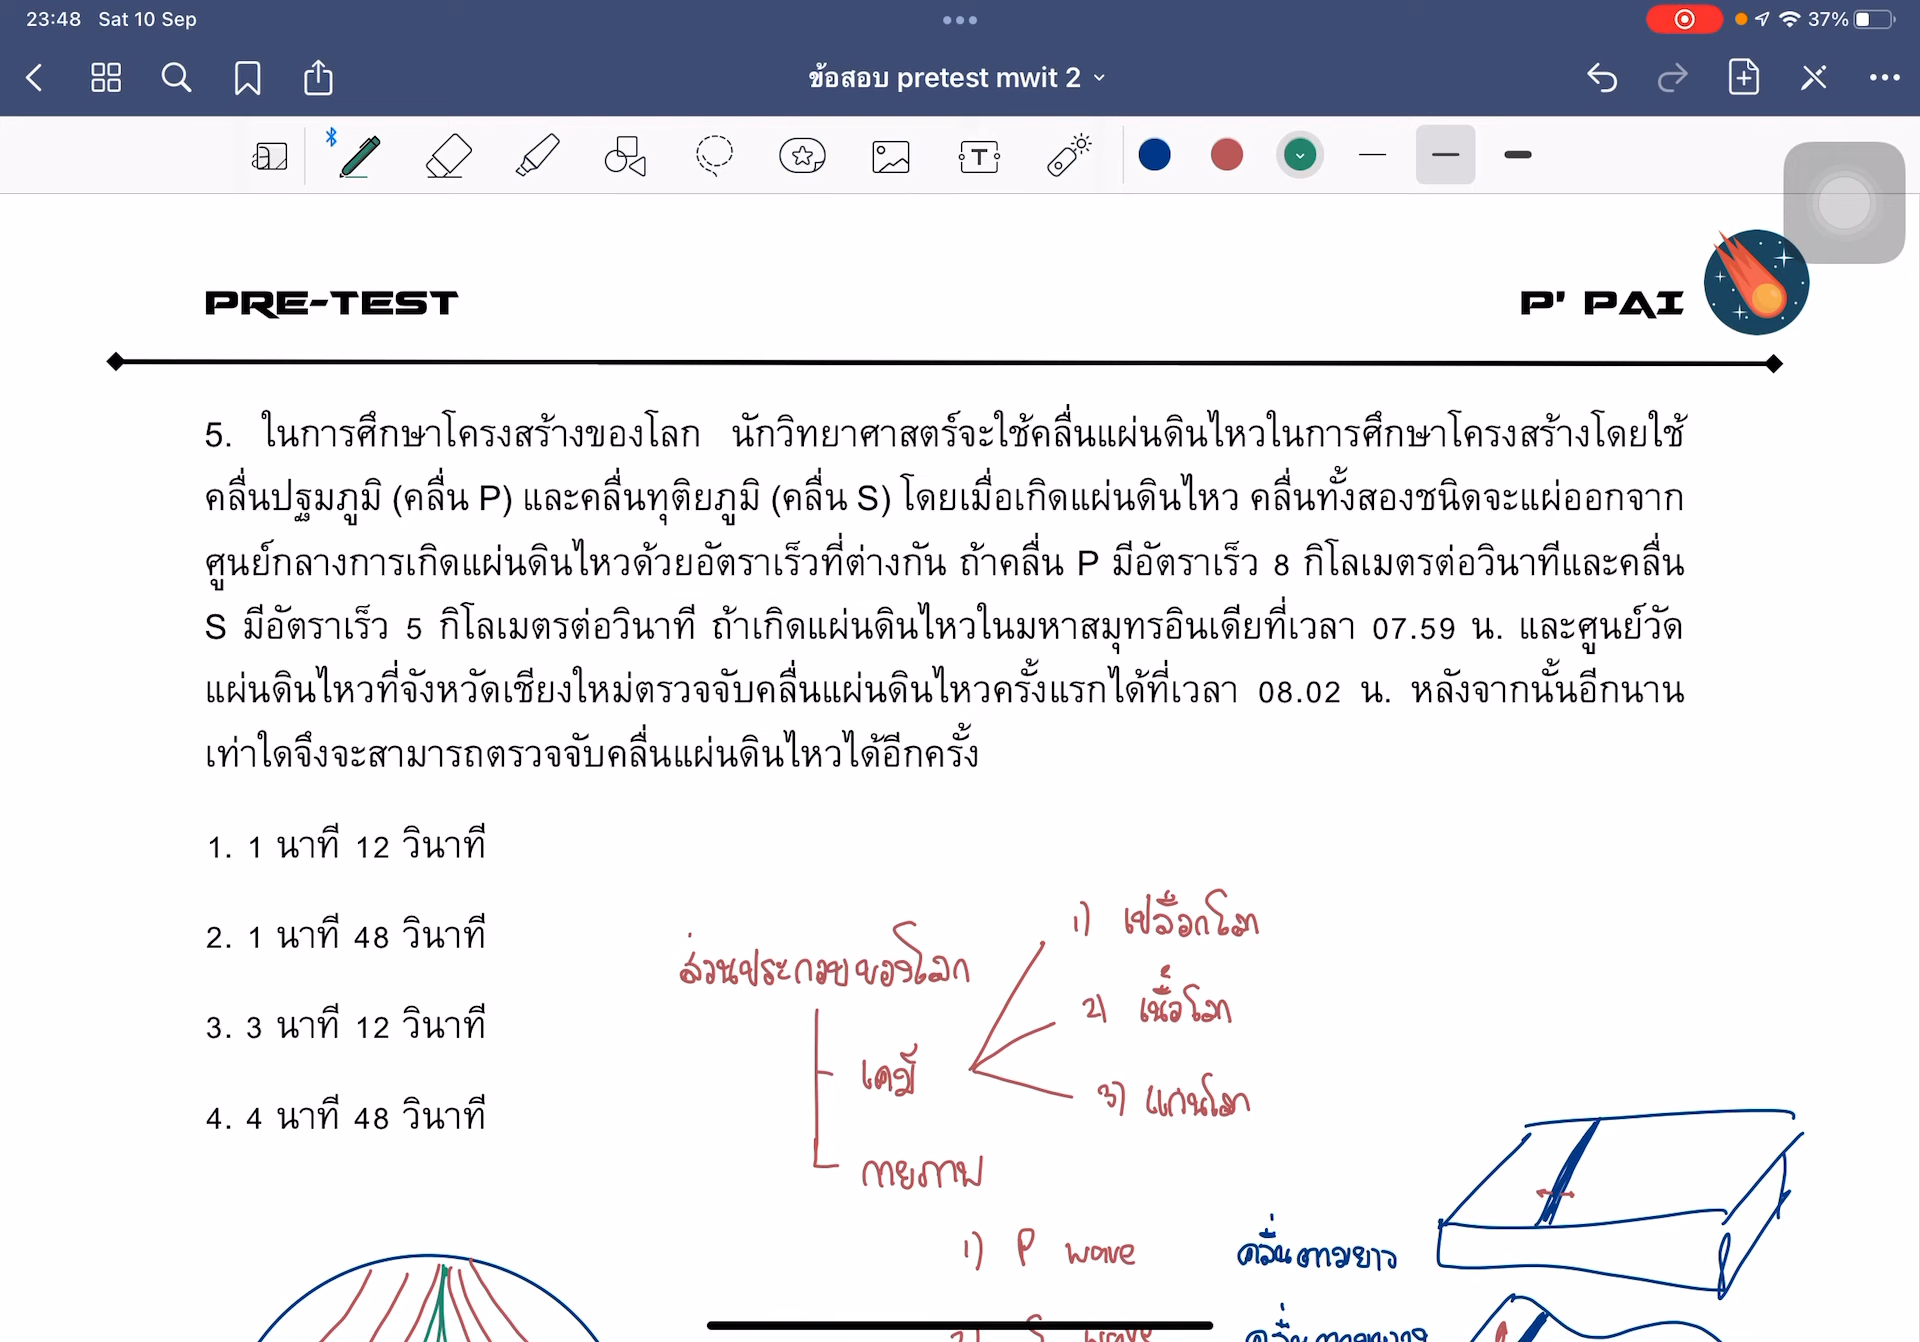 23:48 Sat 10 Sep
37%
ข้อสอบ pretest mwit 2
PRE-TEST
P' PAI
5. ในการศึกษาโครงสร้างของโลก นักวิทยาศาสตร์จะใช้คลื่นแผ่นดินไหวในการศึกษาโครงสร้างโดยใช้
คลื่นปฐมภูมิ (คลื่น P) และคลื่นทุติยภูมิ (คลื่น S) โดยเมื่อเกิดแผ่นดินไหว คลื่นทั้งสองชนิดจะแผ่ออกจาก
ศูนย์กลางการเกิดแผ่นดินไหวด้วยอัตราเร็วที่ต่างกัน ถ้าคลื่น P มีอัตราเร็ว 8 กิโลเมตรต่อวินาทีและคลื่น
S มีอัตราเร็ว 5 กิโลเมตรต่อวินาที ถ้าเกิดแผ่นดินไหวในมหาสมุทรอินเดียที่เวลา 07.59 น. และศูนย์วัด
แผ่นดินไหวที่จังหวัดเชียงใหม่ตรวจจับคลื่นแผ่นดินไหวครั้งแรกได้ที่เวลา 08.02 น. หลังจากนั้นอีกนาน
เท่าใดจึงจะสามารถตรวจจับคลื่นแผ่นดินไหวได้อีกครั้ง
1. 1 นาที 12 วินาที
2. 1 นาที 48 วินาที
3. 3 นาที 12 วินาที
4. 4 นาที 48 วินาที
ส่วนประกอบของโลก
1) เปลือกโลก
2) เนื้อโลก
เคมี
3) แก่นโลก
กายภาพ
1) P wave
คลื่นตามยาว
2) S wave
คลื่นตามขวาง